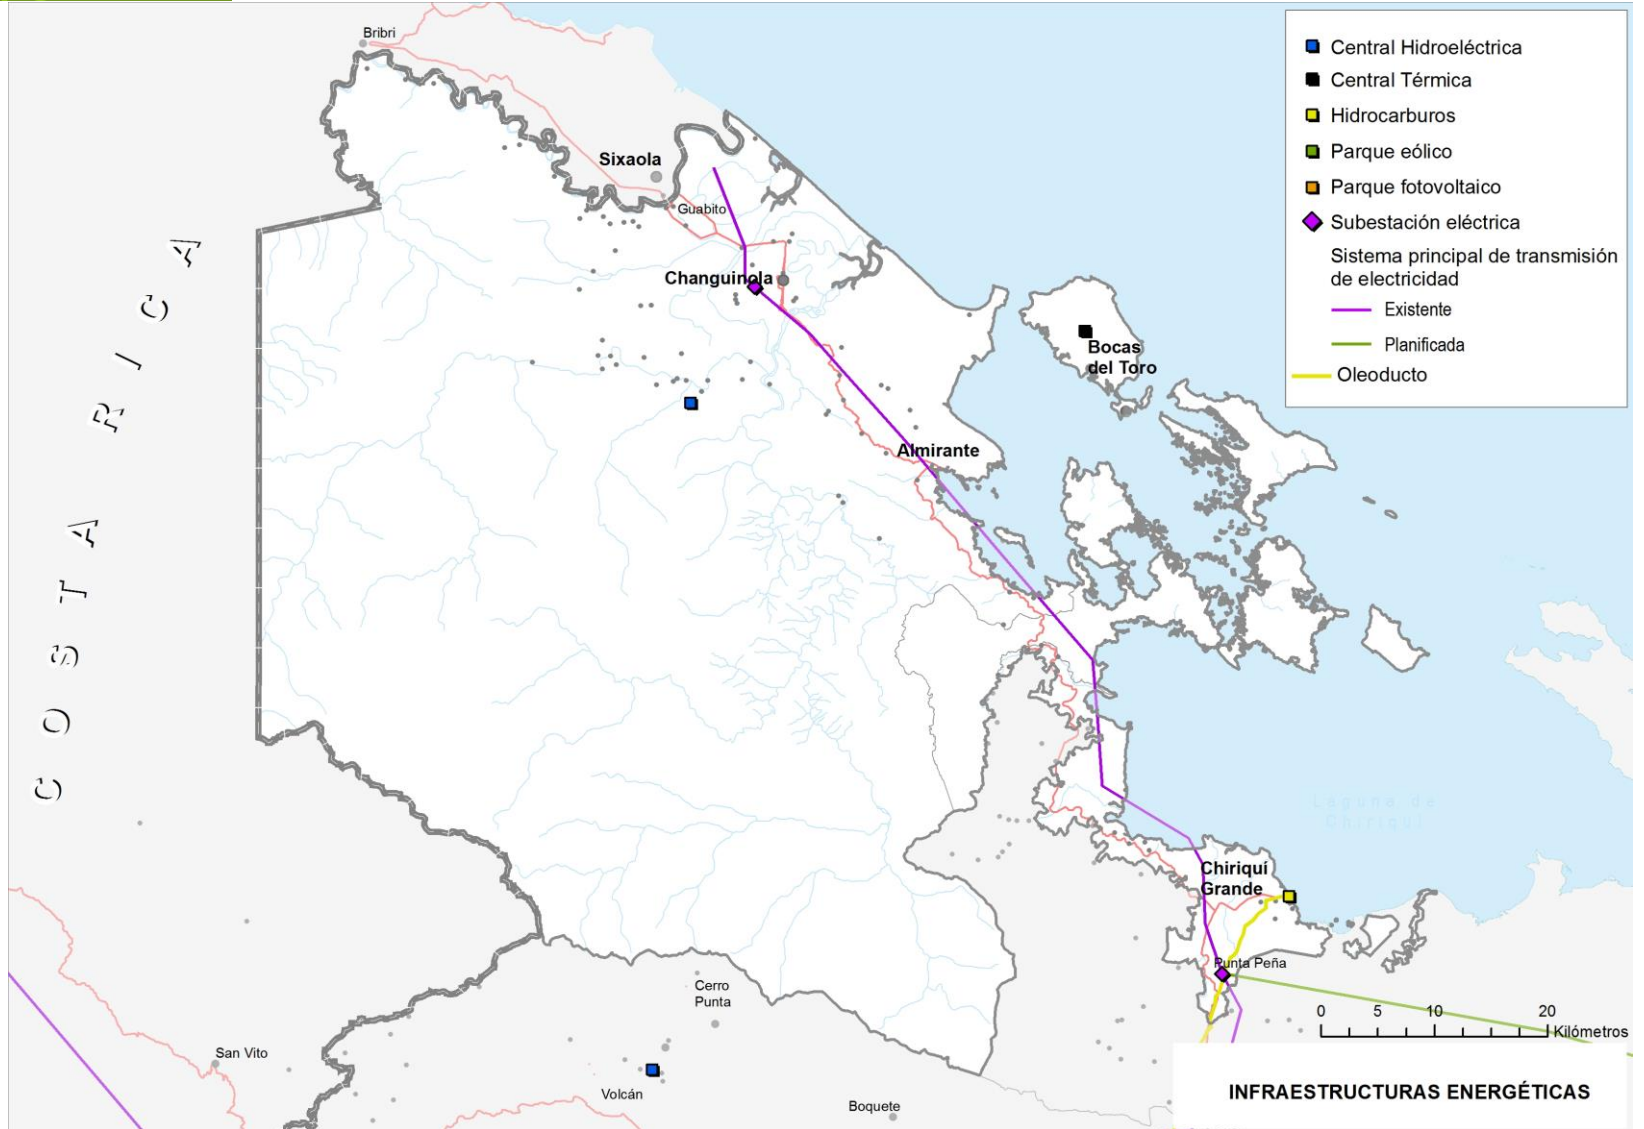 Bribri
Sixaola
Guabito
Changuinola
Bocas
del Toro
Almirante
COSTA RICA
Laguna de
Chiriquí
Chiriquí
Grande
Punta Peña
Cerro
Punta
San Vito
Volcán
Boquete
Central Hidroeléctrica
Central Térmica
Hidrocarburos
Parque eólico
Parque fotovoltaico
Subestación eléctrica
Sistema principal de transmisión
de electricidad
Existente
Planificada
Oleoducto
0 5 10 20
Kilómetros
INFRAESTRUCTURAS ENERGÉTICAS